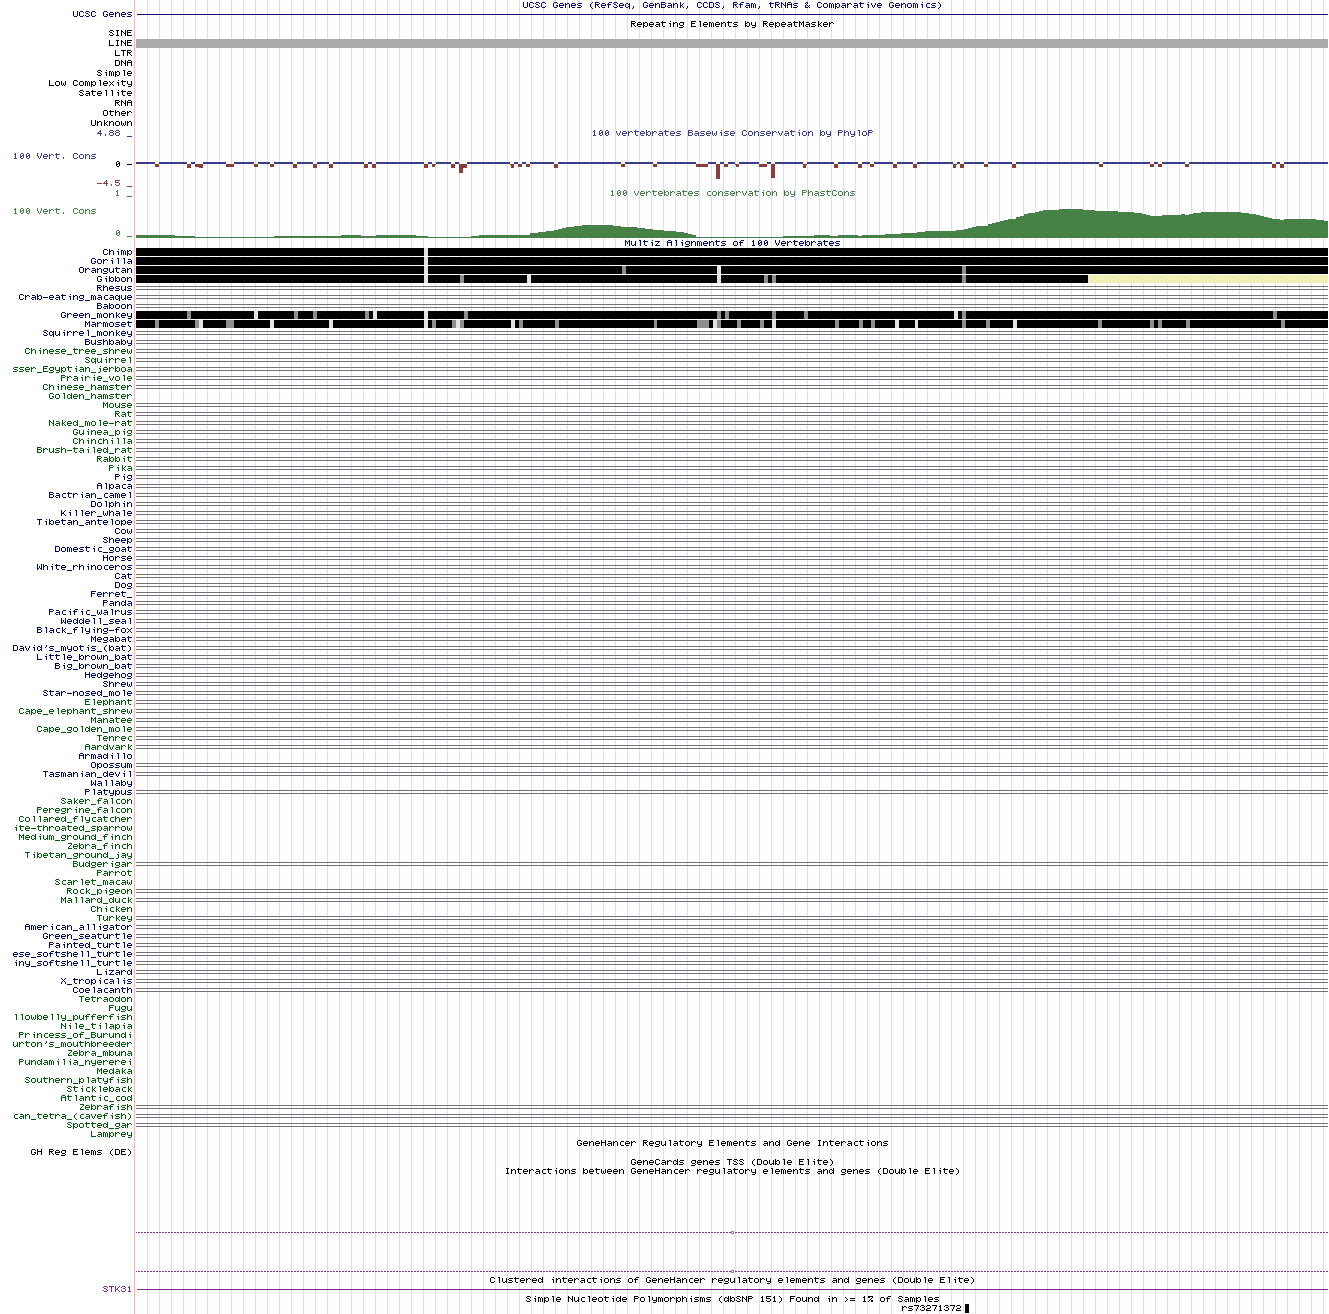 UCSC Genes (RefSeq, GenBank, CCDS, Rfam, tRNAs & Comparative Genomics)
UCSC Genes
Repeating Elements by RepeatMasker
SINE
LINE
LTR
DNA
Simple
Low Complexity
Satellite
RNA
Other
Unknown
4.88 _
100 vertebrates Basewise Conservation by PhyloP
100 Vert. Cons
0 _
-4.5 _
100 vertebrates conservation by PhastCons
1 _
100 Vert. Cons
0 _
Multiz Alignments of 100 Vertebrates
Chimp
Gorilla
Orangutan
Gibbon
Rhesus
Crab-eating_macaque
Baboon
Green_monkey
Marmoset
Squirrel_monkey
Bushbaby
Chinese_tree_shrew
Squirrel
sser_Egyptian_jerboa
Prairie_vole
Chinese_hamster
Golden_hamster
Mouse
Rat
Naked_mole-rat
Guinea_pig
Chinchilla
Brush-tailed_rat
Rabbit
Pika
Pig
Alpaca
Bactrian_camel
Dolphin
Killer_whale
Tibetan_antelope
Cow
Sheep
Domestic_goat
Horse
White_rhinoceros
Cat
Dog
Ferret_
Panda
Pacific_walrus
Weddell_seal
Black_flying-fox
Megabat
David's_myotis_(bat)
Little_brown_bat
Big_brown_bat
Hedgehog
Shrew
Star-nosed_mole
Elephant
Cape_elephant_shrew
Manatee
Cape_golden_mole
Tenrec
Aardvark
Armadillo
Opossum
Tasmanian_devil
Wallaby
Platypus
Saker_falcon
Peregrine_falcon
Collared_flycatcher
ite-throated_sparrow
Medium_ground_finch
Zebra_finch
Tibetan_ground_jay
Budgerigar
Parrot
Scarlet_macaw
Rock_pigeon
Mallard_duck
Chicken
Turkey
American_alligator
Green_seaturtle
Painted_turtle
ese_softshell_turtle
iny_softshell_turtle
Lizard
X_tropicalis
Coelacanth
Tetraodon
Fugu
llowbelly_pufferfish
Nile_tilapia
Princess_of_Burundi
urton's_mouthbreeder
Zebra_mbuna
Pundamilia_nyererei
Medaka
Southern_platyfish
Stickleback
Atlantic_cod
Zebrafish
can_tetra_(cavefish)
Spotted_gar
Lamprey
GeneHancer Regulatory Elements and Gene Interactions
GH Reg Elems (DE)
GeneCards genes TSS (Double Elite)
Interactions between GeneHancer regulatory elements and genes (Double Elite)
Clustered interactions of GeneHancer regulatory elements and genes (Double Elite)
STK31
Simple Nucleotide Polymorphisms (dbSNP 151) Found in >= 1% of Samples
rs73271372